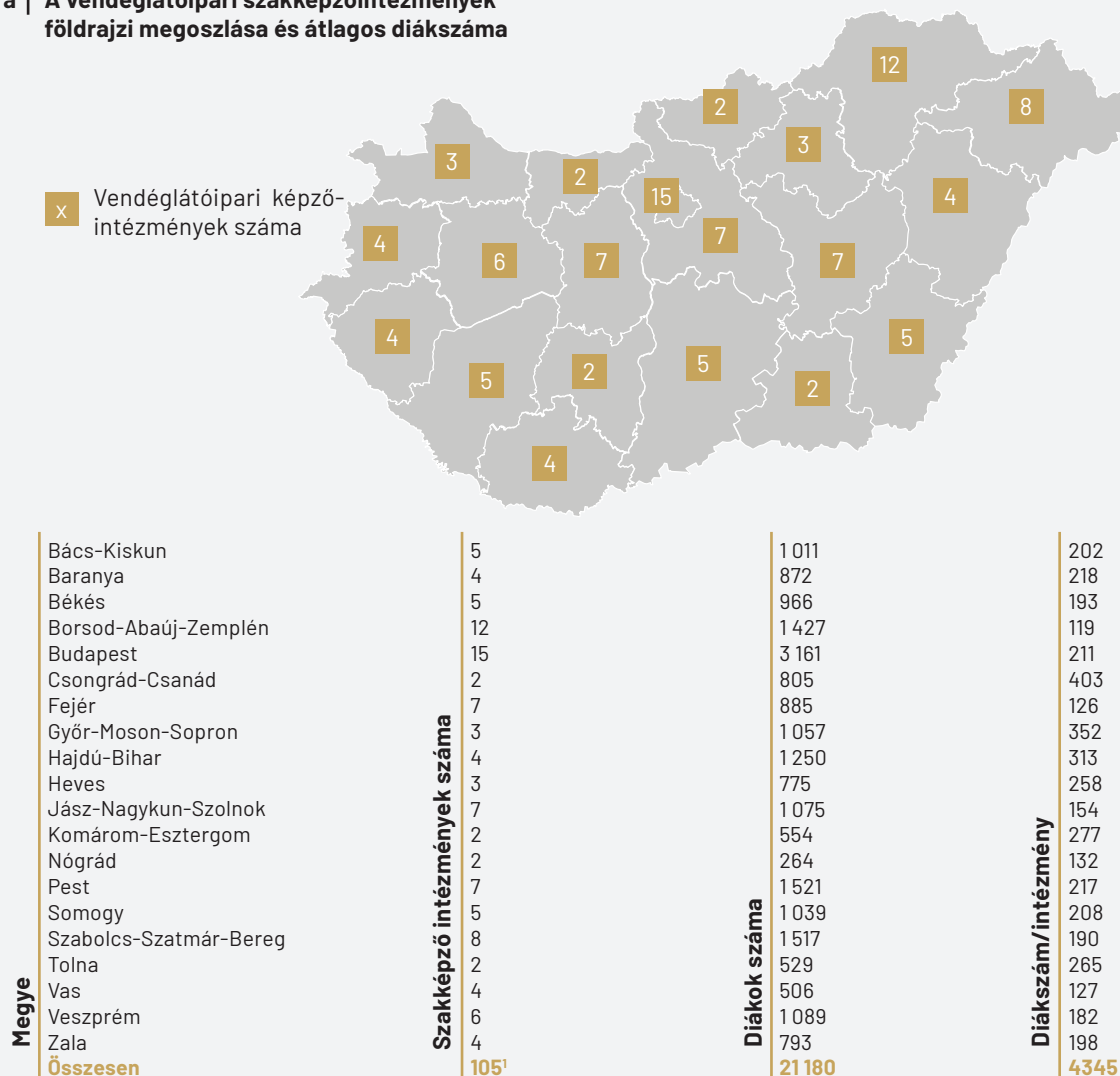 a | A vendéglátóipari szakképzőintézmények
földrajzi megoszlása és átlagos diákszáma
12
2
8
3
3
2
15
4
x Vendéglátóipari képző-
intézmények száma
4
6
7
7
7
4
5
2
5
5
2
4
Megye
Szakképző intézmények száma
Diákok száma
Diákszám/intézmény
Bács-Kiskun 5 1 011 202
Baranya 4 872 218
Békés 5 966 193
Borsod-Abaúj-Zemplén 12 1 427 119
Budapest 15 3 161 211
Csongrád-Csanád 2 805 403
Fejér 7 885 126
Győr-Moson-Sopron 3 1 057 352
Hajdú-Bihar 4 1 250 313
Heves 3 775 258
Jász-Nagykun-Szolnok 7 1 075 154
Komárom-Esztergom 2 554 277
Nógrád 2 264 132
Pest 7 1 521 217
Somogy 5 1 039 208
Szabolcs-Szatmár-Bereg 8 1 517 190
Tolna 2 529 265
Vas 4 506 127
Veszprém 6 1 089 182
Zala 4 793 198
Összesen 105¹ 21 180 4345